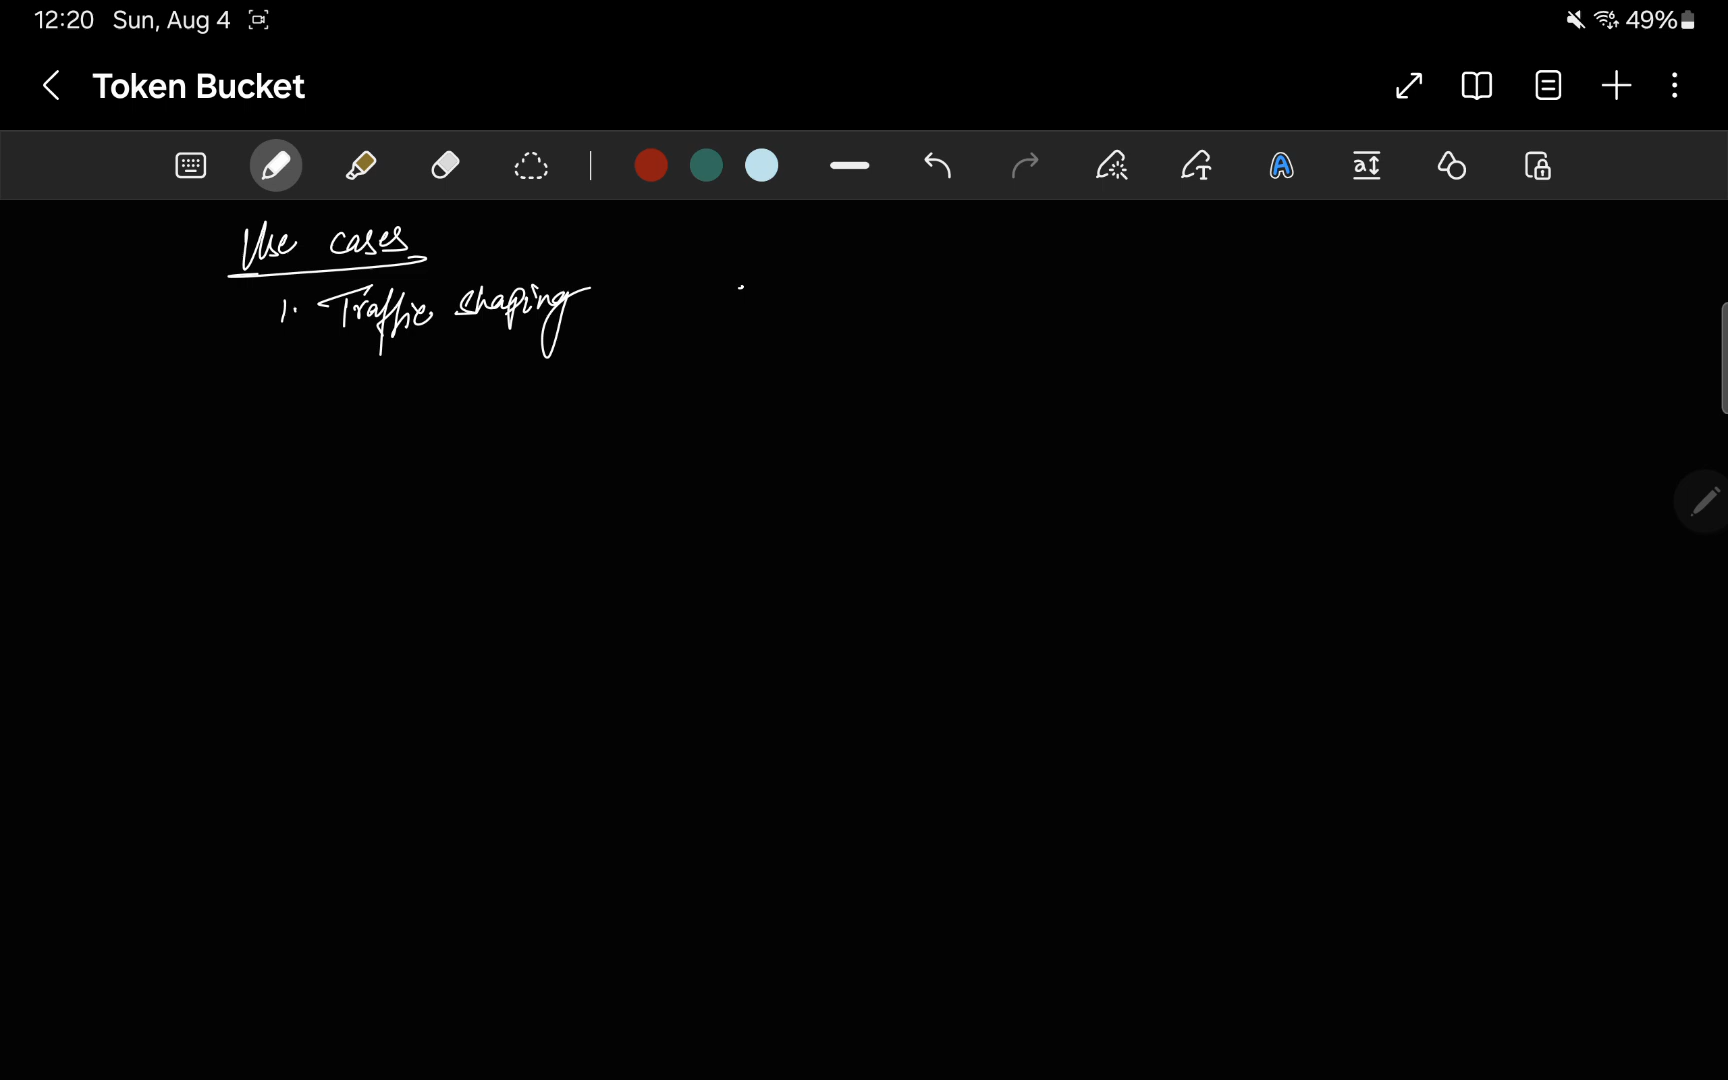 12:20 Sun, Aug 4 49%
Token Bucket
Use cases
1. Traffic shaping